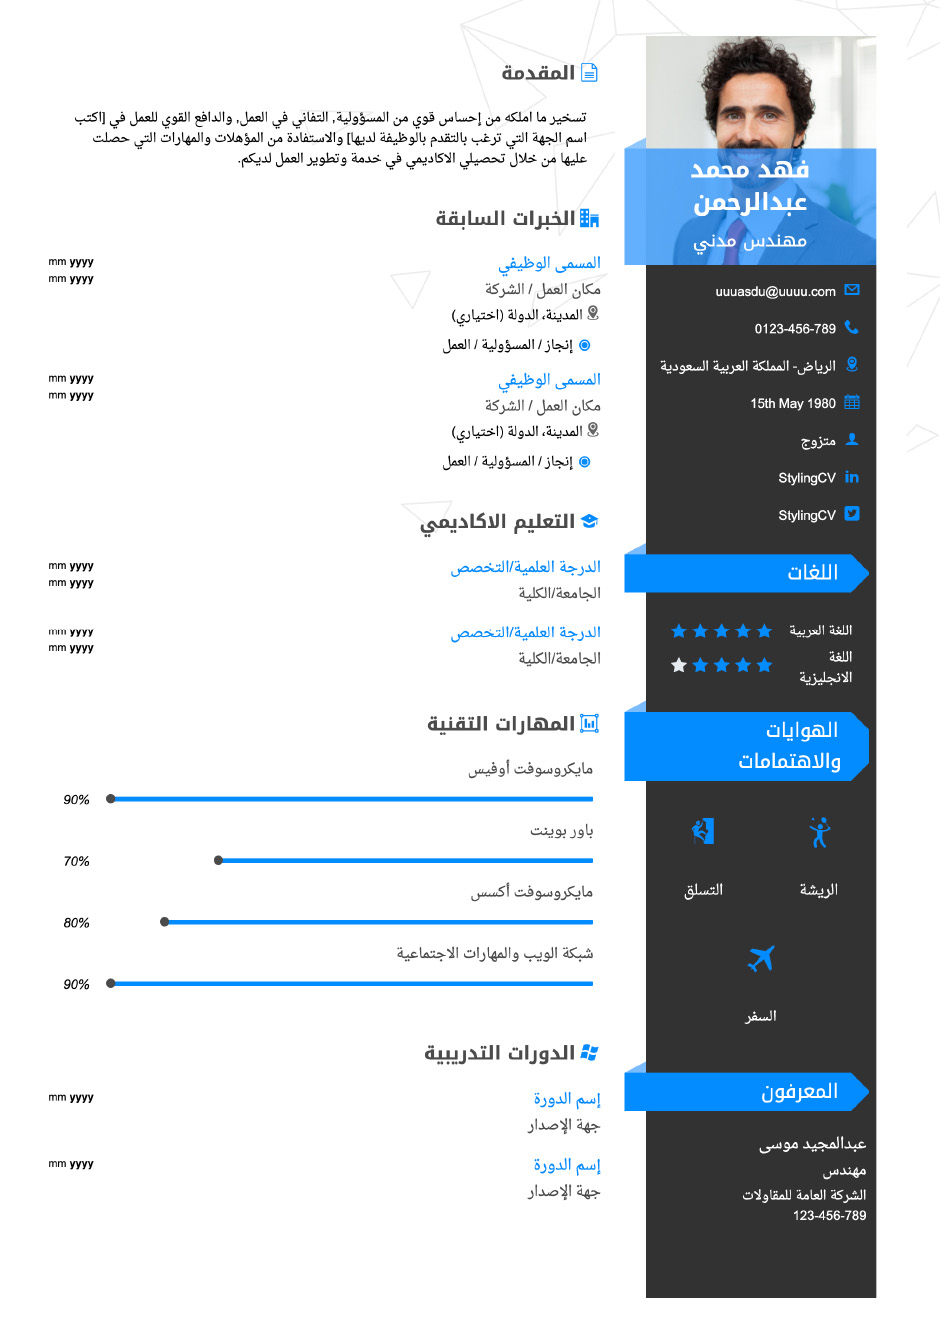 فهد محمد
عبدالرحمن
مهندس مدني
uuuasdu@uuuu.com
0123-456-789
الرياض- المملكة العربية السعودية
15th May 1980
متزوج
StylingCV
StylingCV
اللغات
اللغة العربية
اللغة
الانجليزية
الهوايات
والاهتمامات
الريشة
التسلق
السفر
المعرفون
عبدالمجيد موسى
مهندس
الشركة العامة للمقاولات
123-456-789
المقدمة
تسخير ما املكه من إحساس قوي من المسؤولية, التفاني في العمل, والدافع القوي للعمل في [اكتب
اسم الجهة التي ترغب بالتقدم بالوظيفة لديها] والاستفادة من المؤهلات والمهارات التي حصلت
عليها من خلال تحصيلي الاكاديمي في خدمة وتطوير العمل لديكم.
الخبرات السابقة
المسمى الوظيفي
mm yyyy
mm yyyy
مكان العمل / الشركة
المدينة، الدولة (اختياري)
إنجاز / المسؤولية / العمل
المسمى الوظيفي
mm yyyy
mm yyyy
مكان العمل / الشركة
المدينة، الدولة (اختياري)
إنجاز / المسؤولية / العمل
التعليم الاكاديمي
الدرجة العلمية/التخصص
mm yyyy
mm yyyy
الجامعة/الكلية
الدرجة العلمية/التخصص
mm yyyy
mm yyyy
الجامعة/الكلية
المهارات التقنية
مايكروسوفت أوفيس
90%
باور بوينت
70%
مايكروسوفت أكسس
80%
شبكة الويب والمهارات الاجتماعية
90%
الدورات التدريبية
إسم الدورة
mm yyyy
جهة الإصدار
إسم الدورة
mm yyyy
جهة الإصدار